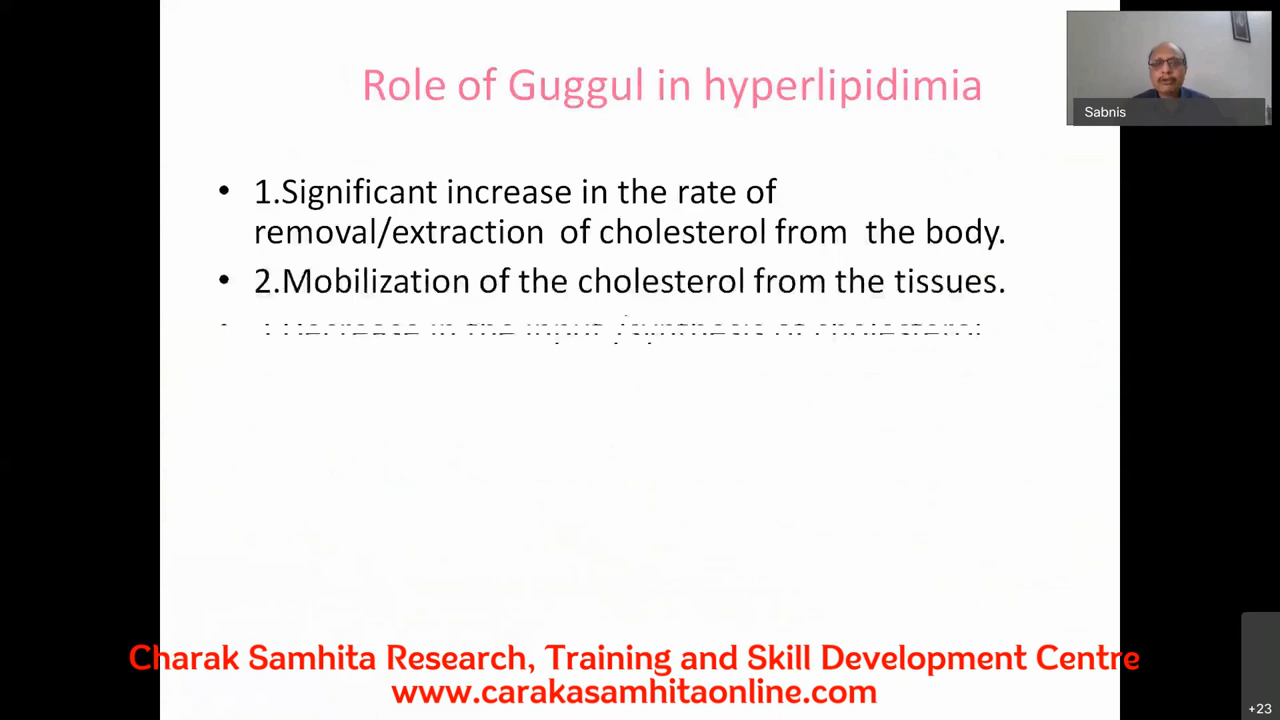 Role of Guggul in hyperlipidimia
Sabnis
• 1.Significant increase in the rate of
removal/extraction of cholesterol from the body.
• 2.Mobilization of the cholesterol from the tissues.
Charak Samhita Research, Training and Skill Development Centre
www.carakasamhitaonline.com
+23